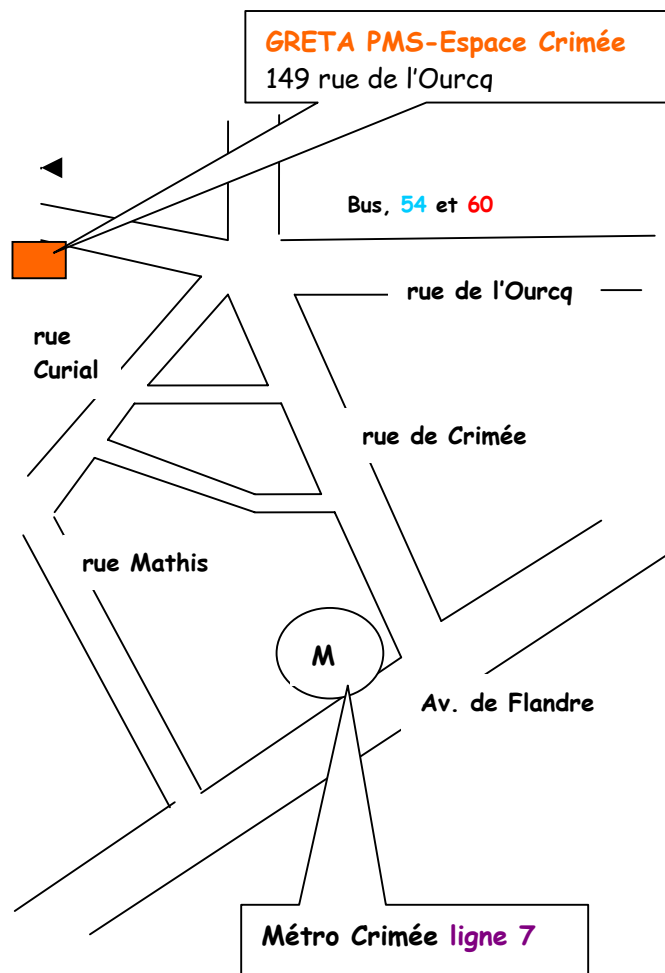 GRETA PMS-Espace Crimée
149 rue de l'Ourcq
Bus, 54 et 60
rue de l'Ourcq
rue
Curial
rue de Crimée
rue Mathis
M
Av. de Flandre
Métro Crimée ligne 7